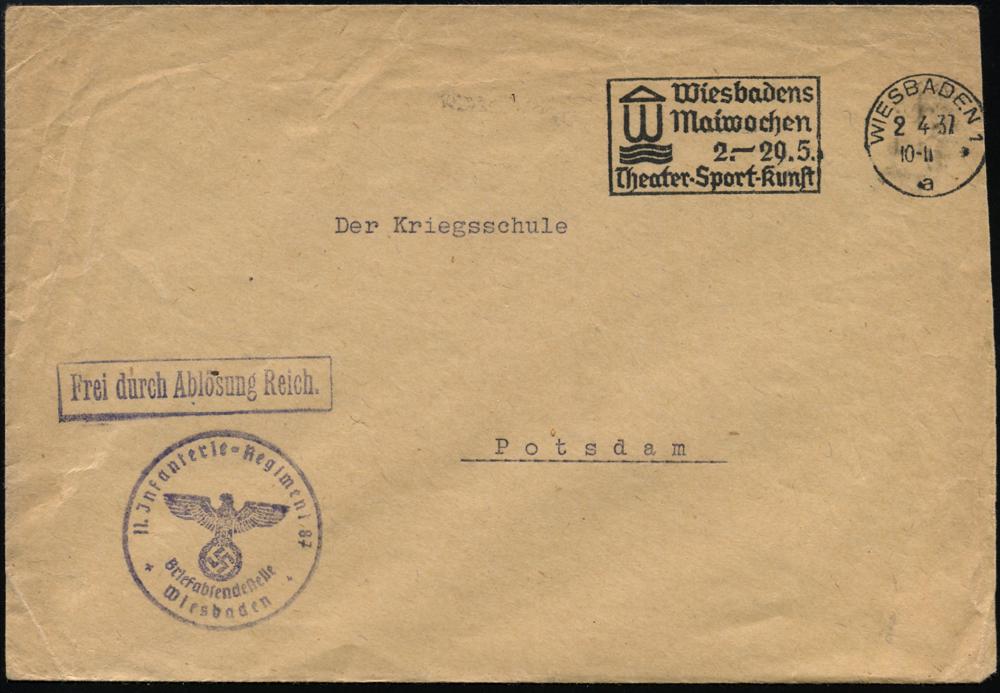 Wiesbadens
Maiwochen
2.–29.5.
Theater·Sport·Kunst
WIESBADEN 1
2 4.37
10-11
a
Der Kriegsschule
Frei durch Ablösung Reich.
Potsdam
II. Infanterie=Regiment 87
Briefabsendestelle
Wiesbaden